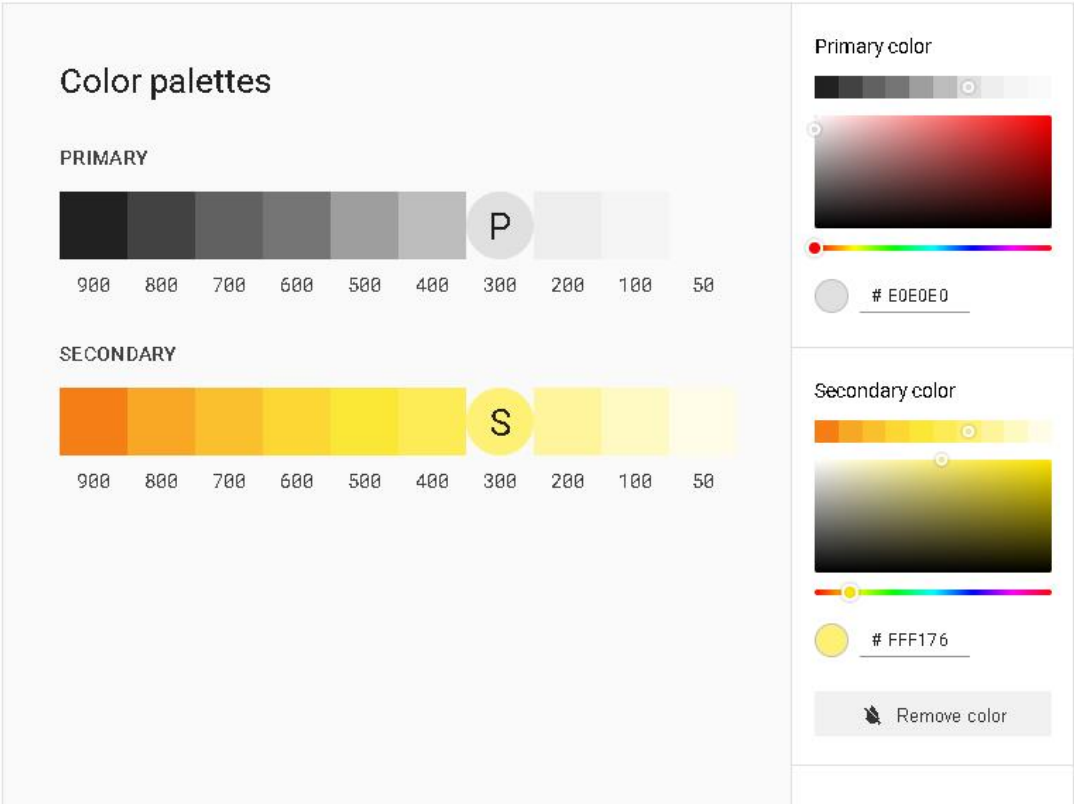 Color palettes
PRIMARY
P
900 800 700 600 500 400 300 200 100 50
SECONDARY
S
900 800 700 600 500 400 300 200 100 50
Primary color
# E0E0E0
Secondary color
# FFF176
Remove color